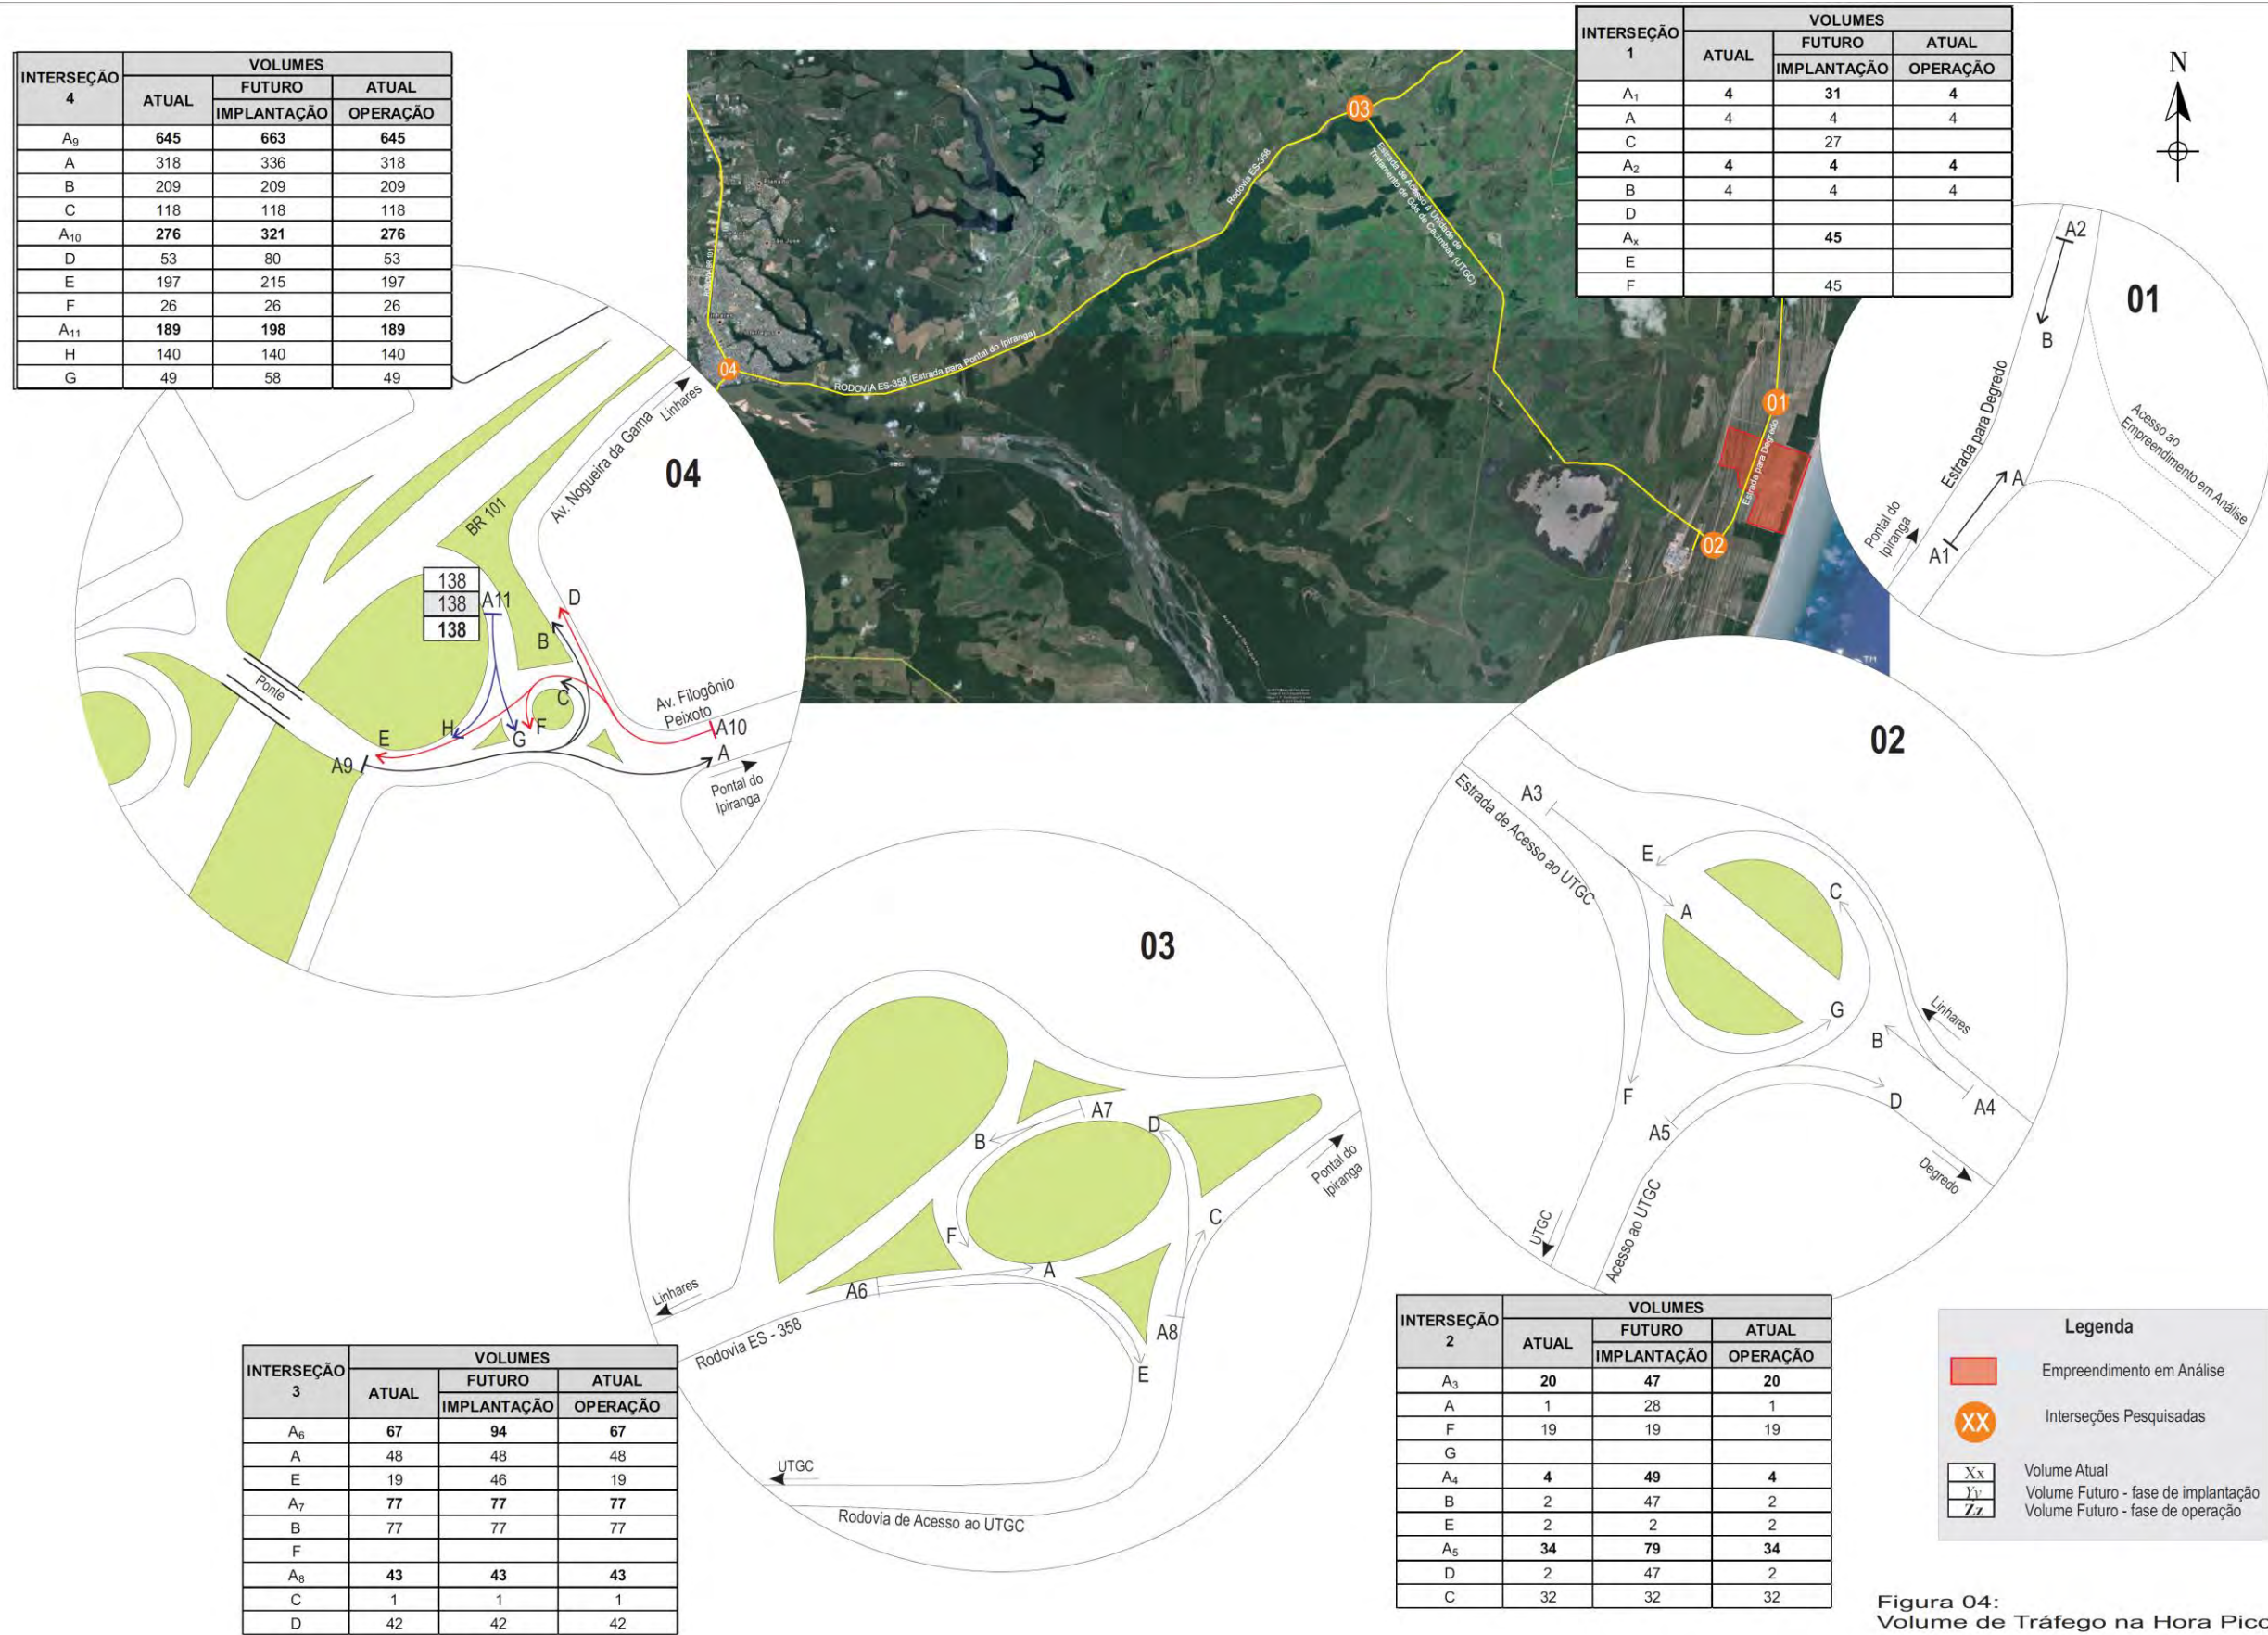 INTERSEÇÃO 4 VOLUMES
ATUAL FUTURO ATUAL
IMPLANTAÇÃO OPERAÇÃO
A9 645 663 645
A 318 336 318
B 209 209 209
C 118 118 118
A10 276 321 276
D 53 80 53
E 197 215 197
F 26 26 26
A11 189 198 189
H 140 140 140
G 49 58 49
INTERSEÇÃO 1 VOLUMES
ATUAL FUTURO ATUAL
IMPLANTAÇÃO OPERAÇÃO
A1 4 31 4
A 4 4 4
C 27
A2 4 4 4
B 4 4 4
D
Ax 45
E
F 45
N
03
Rodovia ES-358
Estrada de Acesso à Unidade de
Tratamento de Gás de Cacimbas (UTGC)
04
RODOVIA ES-358 (Estrada para Pontal do Ipiranga)
01
Estrada para Degredo
02
01
A2
B
Estrada para Degredo
A
A1
Pontal do
Ipiranga
Acesso ao
Empreendimento em Análise
04
Av. Nogueira da Gama
Linhares
BR 101
138
138
138
A11
D
B
C
Ponte
H
G
F
E
A9
Av. Filogônio
Peixoto
A10
A
Pontal do
Ipiranga
02
A3
Estrada de Acesso ao UTGC
E
C
A
G
B
Linhares
F
D
A4
A5
Degredo
UTGC
Acesso ao UTGC
03
A7
D
B
F
C
Pontal do
Ipiranga
A
A6
A8
E
Linhares
Rodovia ES - 358
UTGC
Rodovia de Acesso ao UTGC
INTERSEÇÃO 3 VOLUMES
ATUAL FUTURO ATUAL
IMPLANTAÇÃO OPERAÇÃO
A6 67 94 67
A 48 48 48
E 19 46 19
A7 77 77 77
B 77 77 77
F
A8 43 43 43
C 1 1 1
D 42 42 42
INTERSEÇÃO 2 VOLUMES
ATUAL FUTURO ATUAL
IMPLANTAÇÃO OPERAÇÃO
A3 20 47 20
A 1 28 1
F 19 19 19
G
A4 4 49 4
B 2 47 2
E 2 2 2
A5 34 79 34
D 2 47 2
C 32 32 32
Legenda
Empreendimento em Análise
XX Interseções Pesquisadas
Xx Volume Atual
Yy Volume Futuro - fase de implantação
Zz Volume Futuro - fase de operação
Figura 04:
Volume de Tráfego na Hora Pico